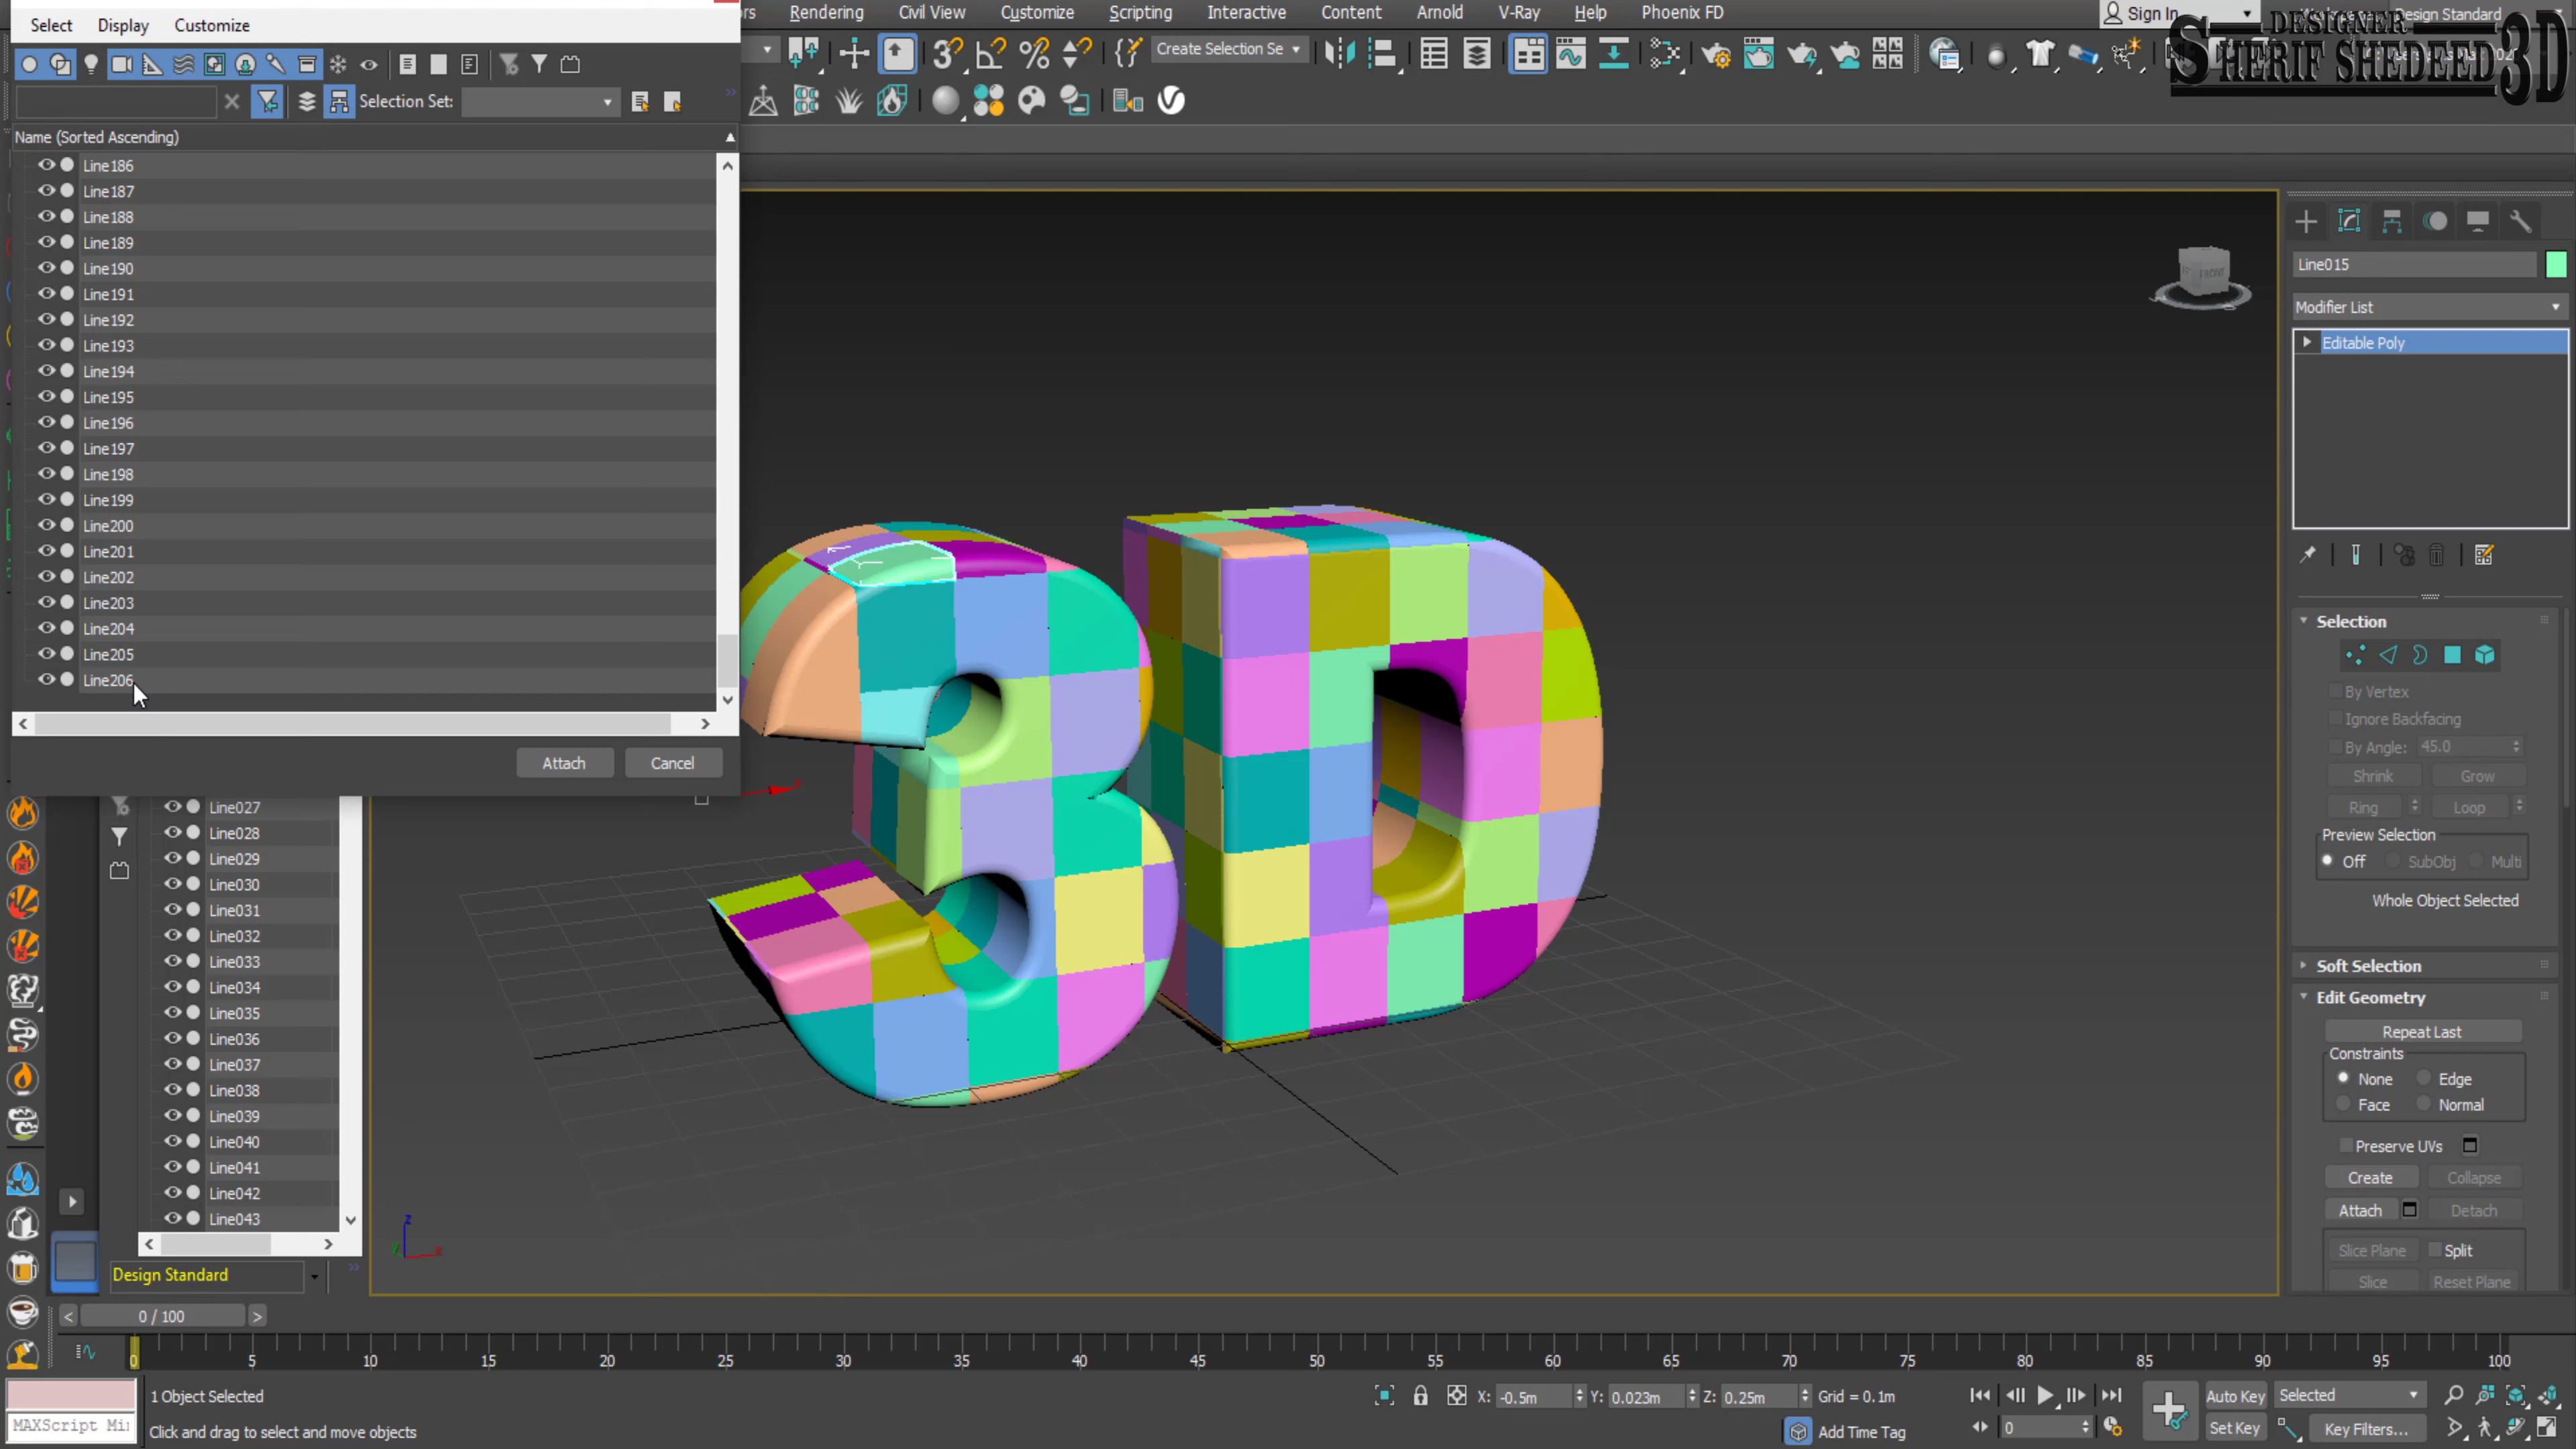 Select Display Customize
rs Rendering Civil View Customize Scripting Interactive Content Arnold V-Ray Help Phoenix FD
Sign In
Design Standard
DESIGNER
SHERIF SHEDEED 3D
Create Selection Se
Selection Set:
Name (Sorted Ascending)
Line186
Line187
Line188
Line189
Line190
Line191
Line192
Line193
Line194
Line195
Line196
Line197
Line198
Line199
Line200
Line201
Line202
Line203
Line204
Line205
Line206
Attach Cancel
Line027
Line028
Line029
Line030
Line031
Line032
Line033
Line034
Line035
Line036
Line037
Line038
Line039
Line040
Line041
Line042
Line043
Design Standard
FRONT
z
x
Line015
Modifier List
Editable Poly
Selection
By Vertex
Ignore Backfacing
By Angle: 45.0
Shrink Grow
Ring Loop
Preview Selection
Off SubObj Multi
Whole Object Selected
Soft Selection
Edit Geometry
Repeat Last
Constraints
None Edge
Face Normal
Preserve UVs
Create Collapse
Attach Detach
Slice Plane Split
Slice Reset Plane
< 0 / 100 >
0 5 10 15 20 25 30 35 40 45 50 55 60 65 70 75 80 85 90 95 100
1 Object Selected
X: -0.5m Y: 0.023m Z: 0.25m Grid = 0.1m
Auto Key Selected
MAXScript Mi
Click and drag to select and move objects
Add Time Tag
0
Set Key Key Filters...